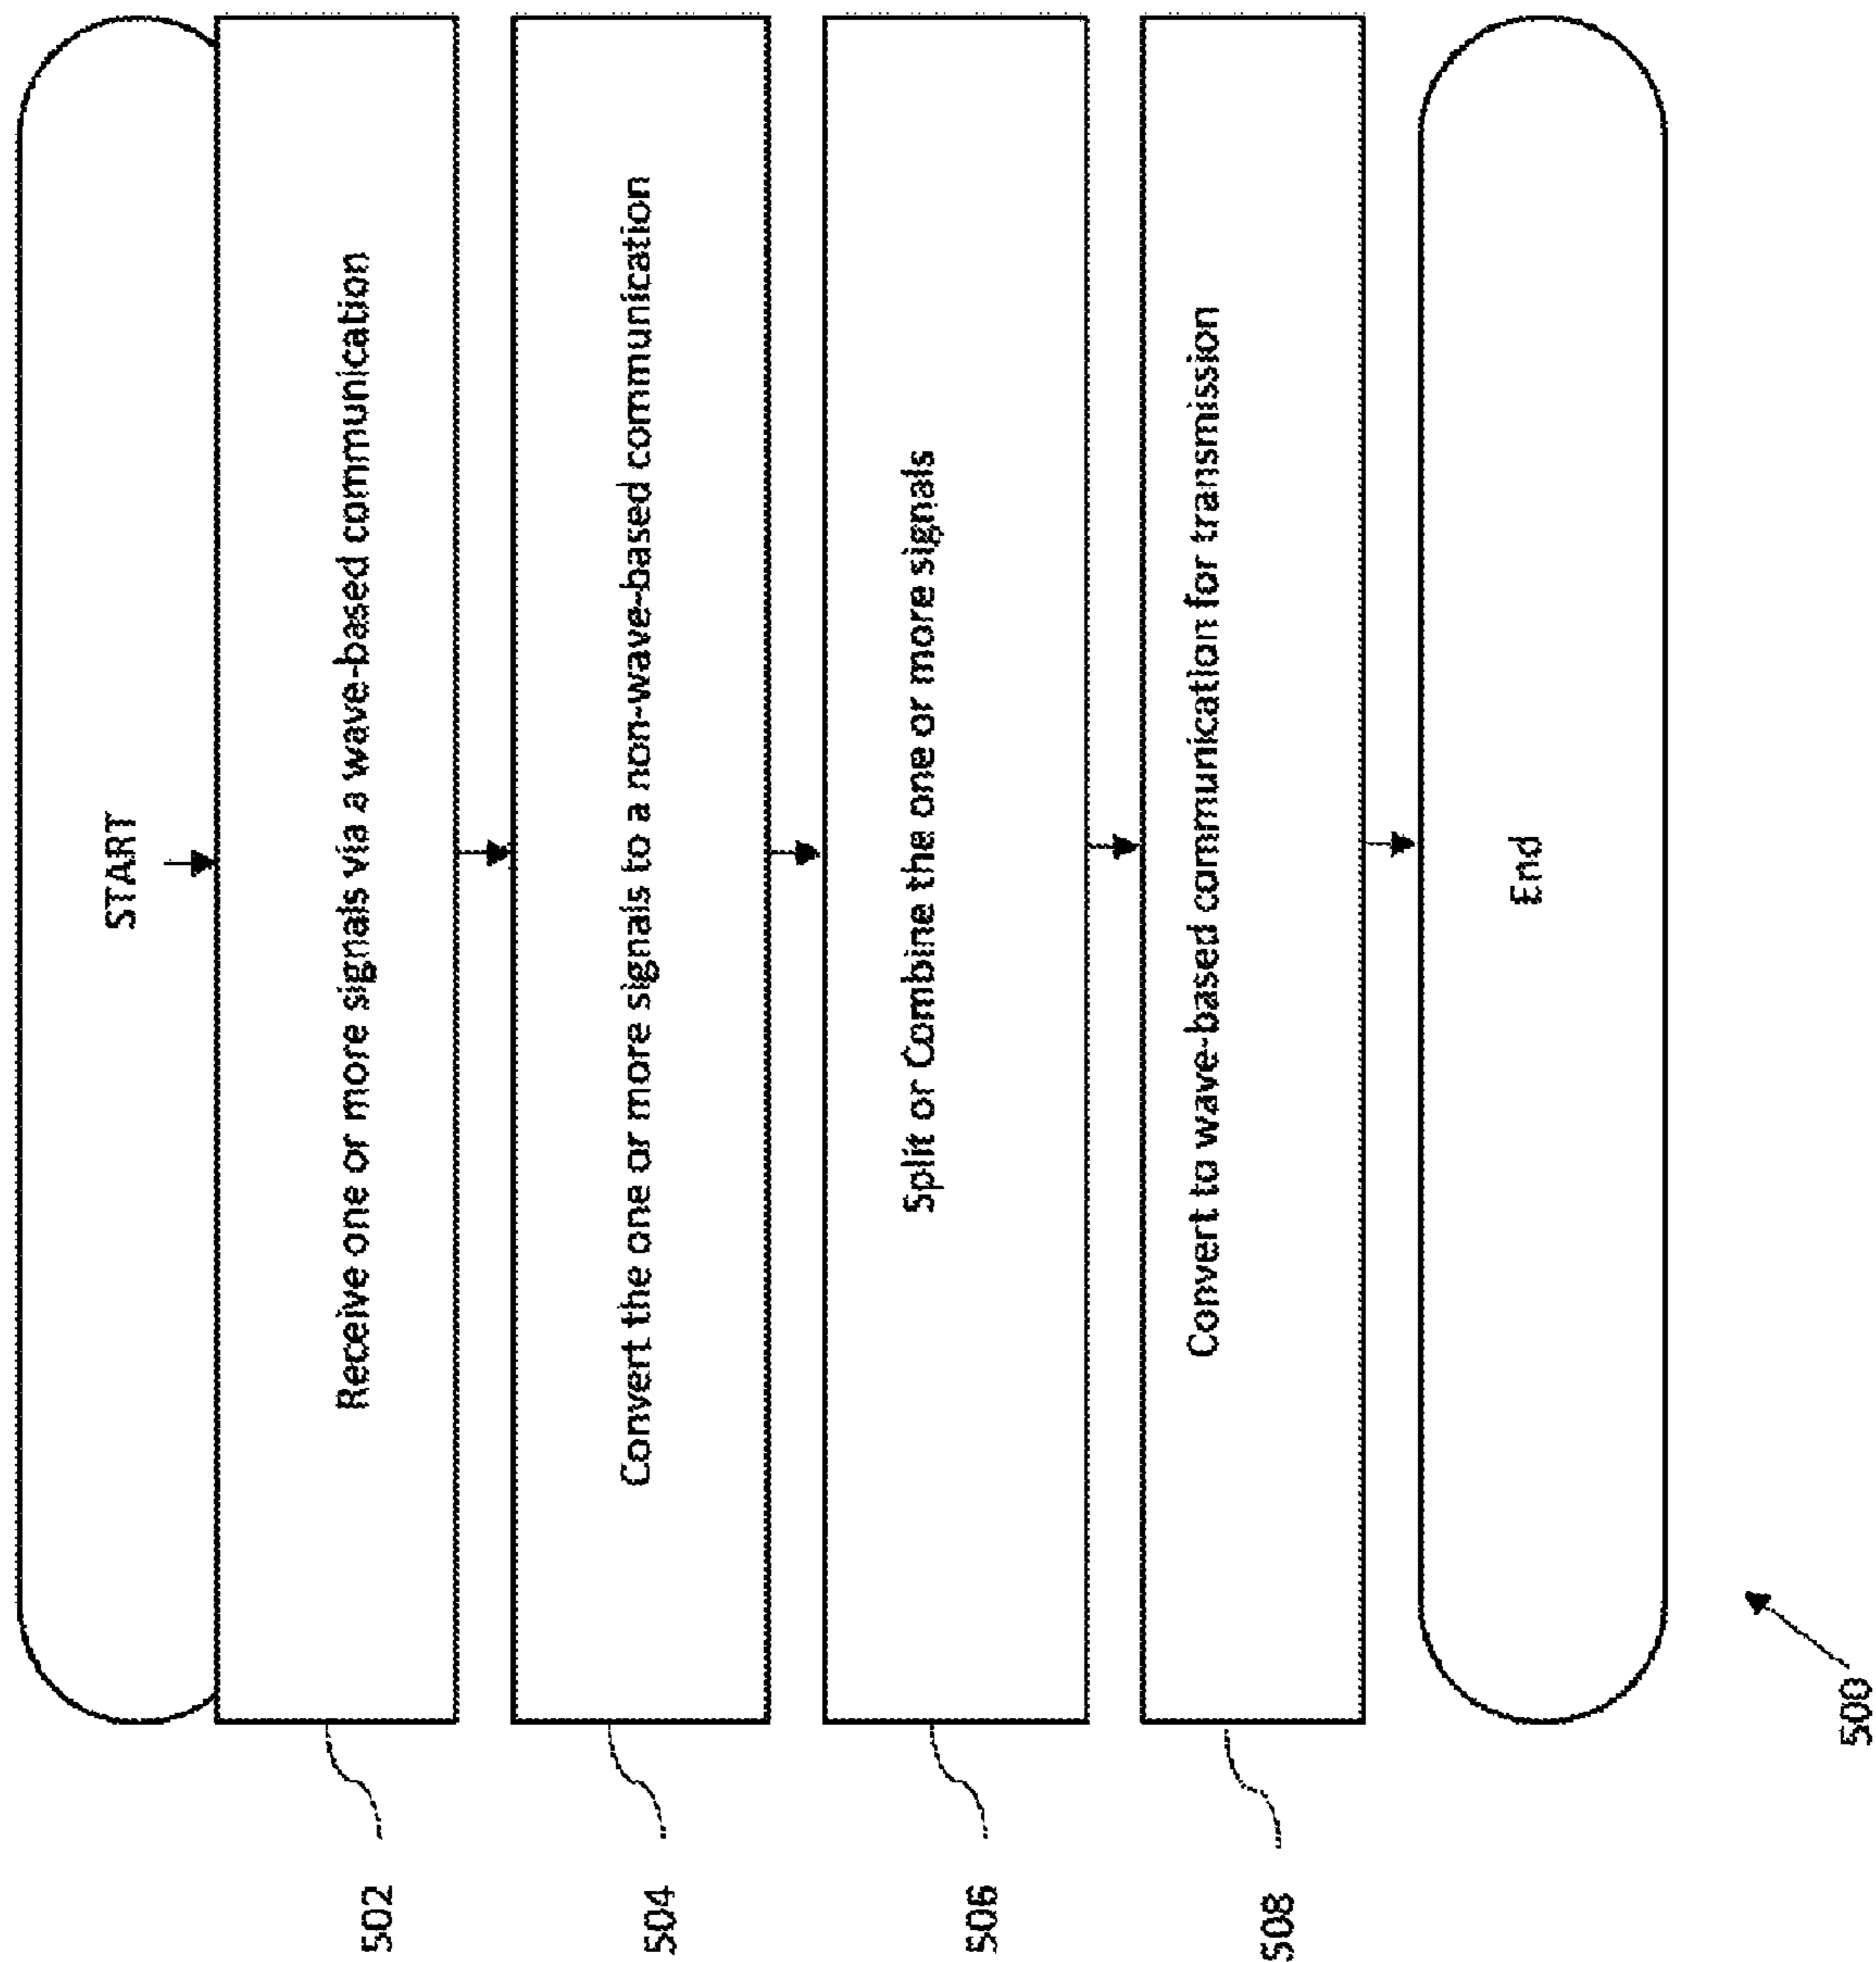 START
502
Receive one or more signals via a wave-based communication
504
Convert the one or more signals to a non-wave-based communication
506
Split or Combine the one or more signals
508
Convert to wave-based communication for transmission
End
500